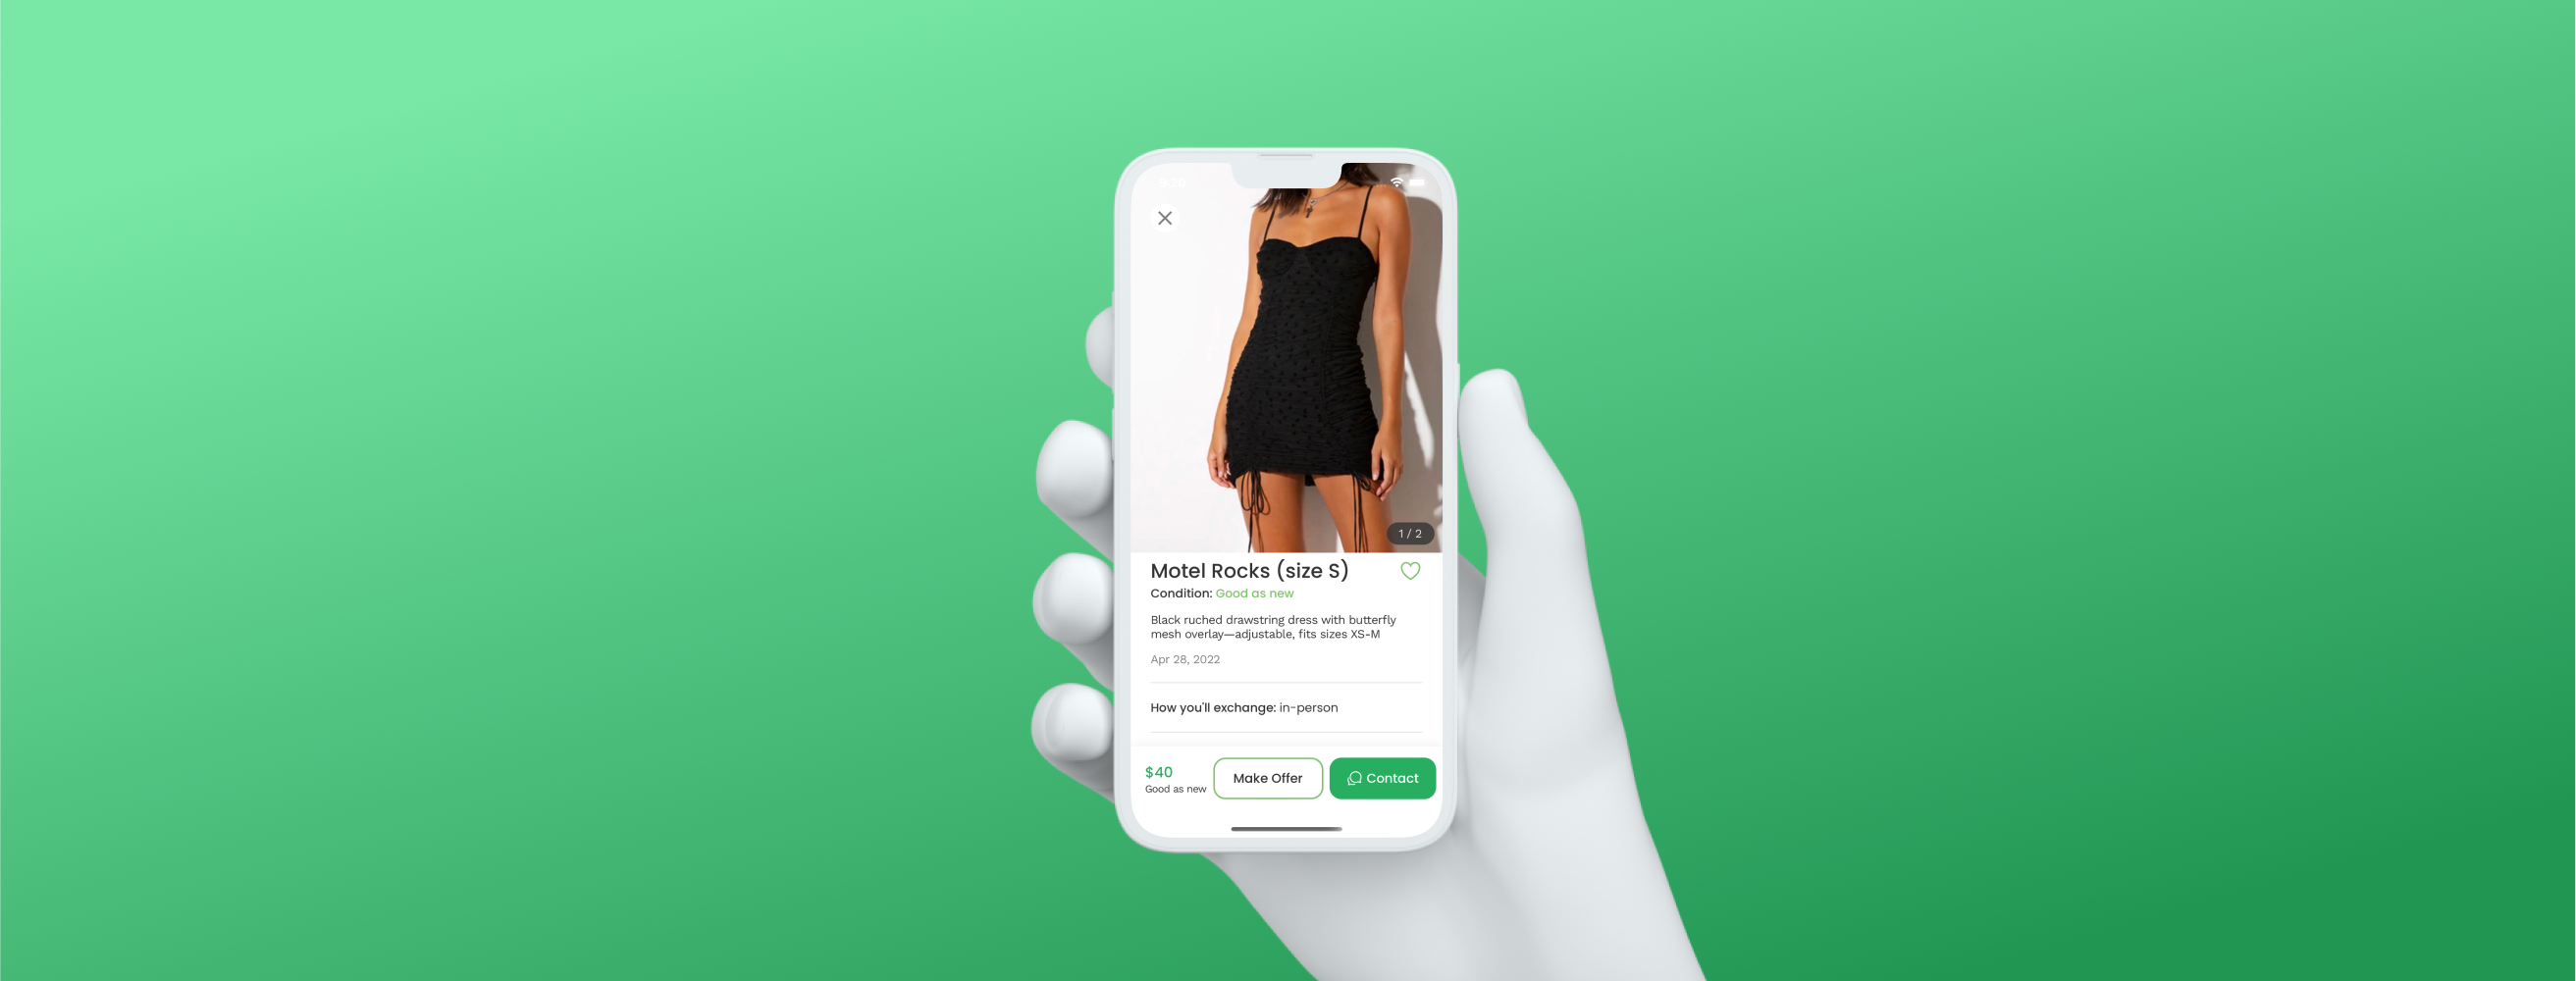 1 / 2
Motel Rocks (size S)
Condition: Good as new
Black ruched drawstring dress with butterfly
mesh overlay—adjustable, fits sizes XS-M
Apr 28, 2022
How you'll exchange: in-person
$40
Good as new
Make Offer
Contact